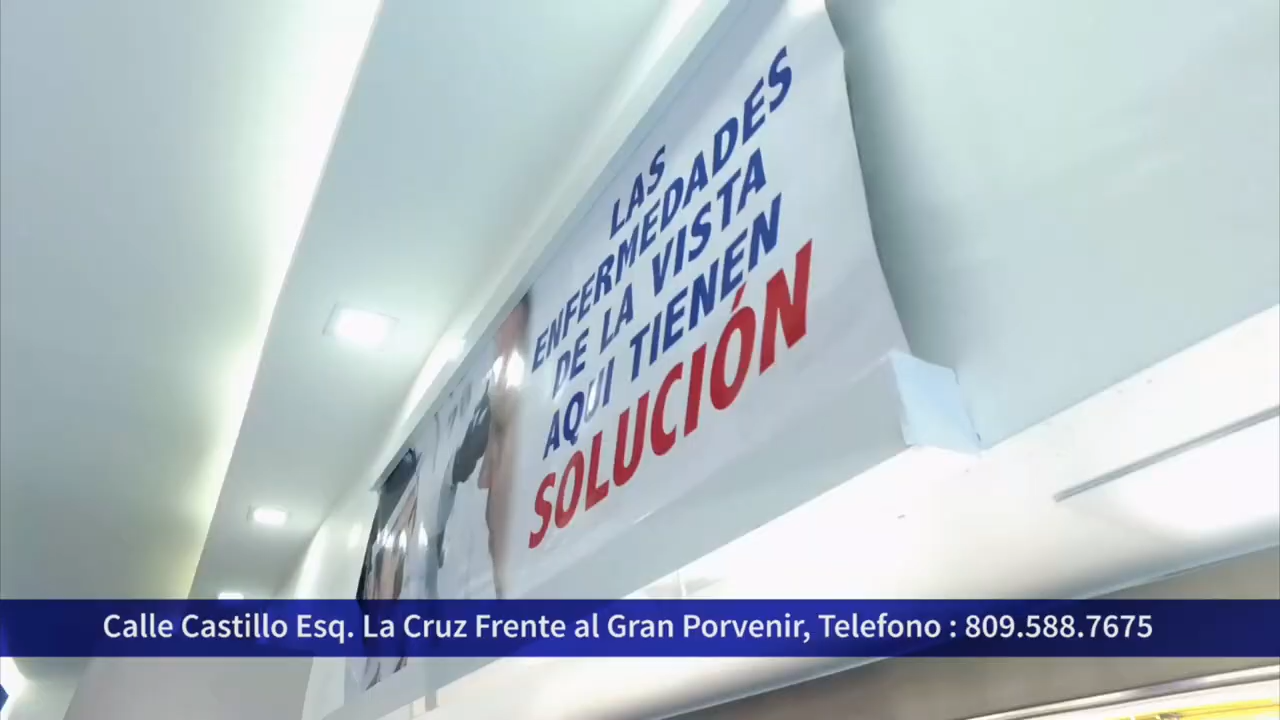 LAS
ENFERMEDADES
DE LA VISTA
AQUI TIENEN
SOLUCIÓN
Calle Castillo Esq. La Cruz Frente al Gran Porvenir, Telefono : 809.588.7675